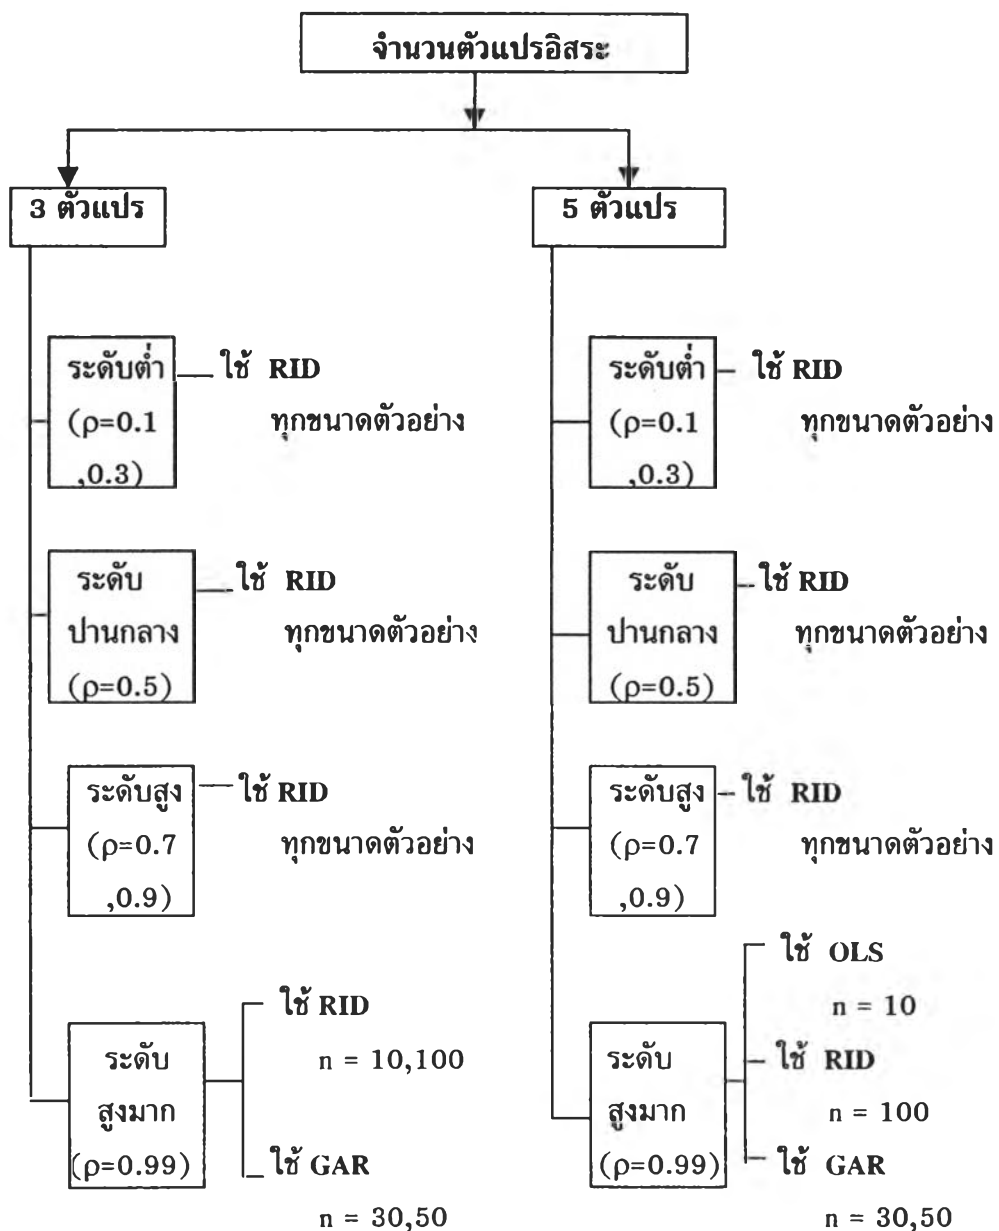 จำนวนตัวแปรอิสระ
3 ตัวแปร
ระดับต่ำ
(ρ=0.1
,0.3)
ใช้ RID
ทุกขนาดตัวอย่าง
ระดับ
ปานกลาง
(ρ=0.5)
ใช้ RID
ทุกขนาดตัวอย่าง
ระดับสูง
(ρ=0.7
,0.9)
ใช้ RID
ทุกขนาดตัวอย่าง
ระดับ
สูงมาก
(ρ=0.99)
ใช้ RID
n = 10,100
ใช้ GAR
n = 30,50
5 ตัวแปร
ระดับต่ำ
(ρ=0.1
,0.3)
ใช้ RID
ทุกขนาดตัวอย่าง
ระดับ
ปานกลาง
(ρ=0.5)
ใช้ RID
ทุกขนาดตัวอย่าง
ระดับสูง
(ρ=0.7
,0.9)
ใช้ RID
ทุกขนาดตัวอย่าง
ระดับ
สูงมาก
(ρ=0.99)
ใช้ OLS
n = 10
ใช้ RID
n = 100
ใช้ GAR
n = 30,50